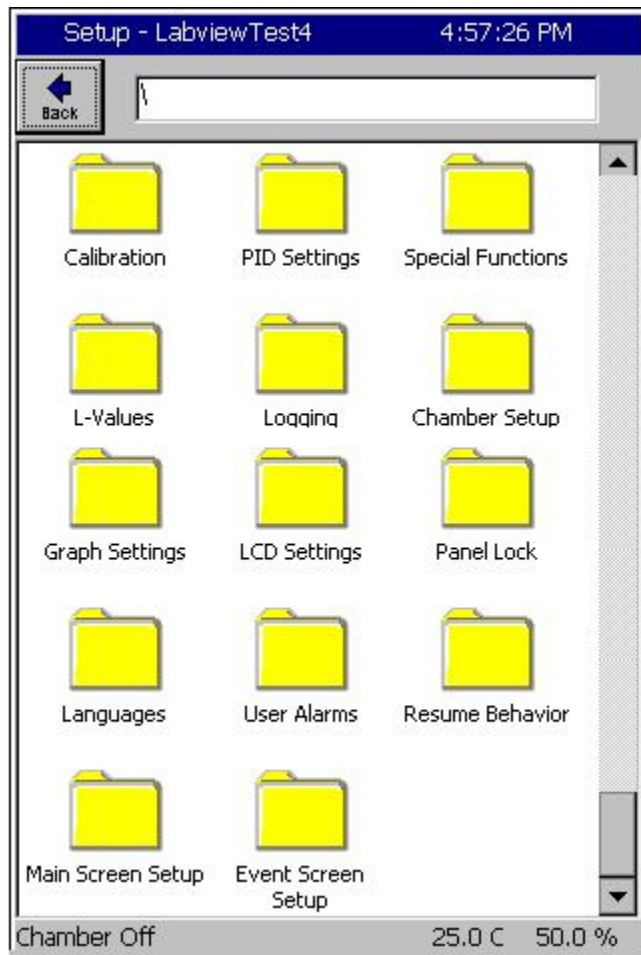 Setup - LabviewTest4 4:57:26 PM
Back \
Calibration PID Settings Special Functions
L-Values Logging Chamber Setup
Graph Settings LCD Settings Panel Lock
Languages User Alarms Resume Behavior
Main Screen Setup Event Screen
Setup
Chamber Off 25.0 C 50.0 %